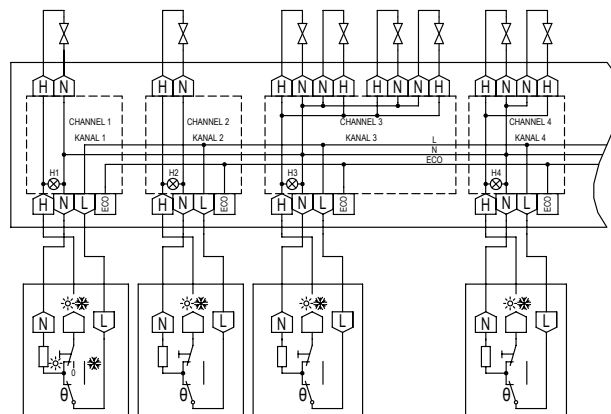 H N H N H N N H H N N H H N N H
CHANNEL 1 CHANNEL 2 CHANNEL 3 CHANNEL 4
KANAL 1 KANAL 2 KANAL 3 L KANAL 4
N
ECO
H1 H2 H3 H4
H N L ECO H N L ECO H N L ECO H N L ECO
N L N L N L N L
0
θ θ θ θ